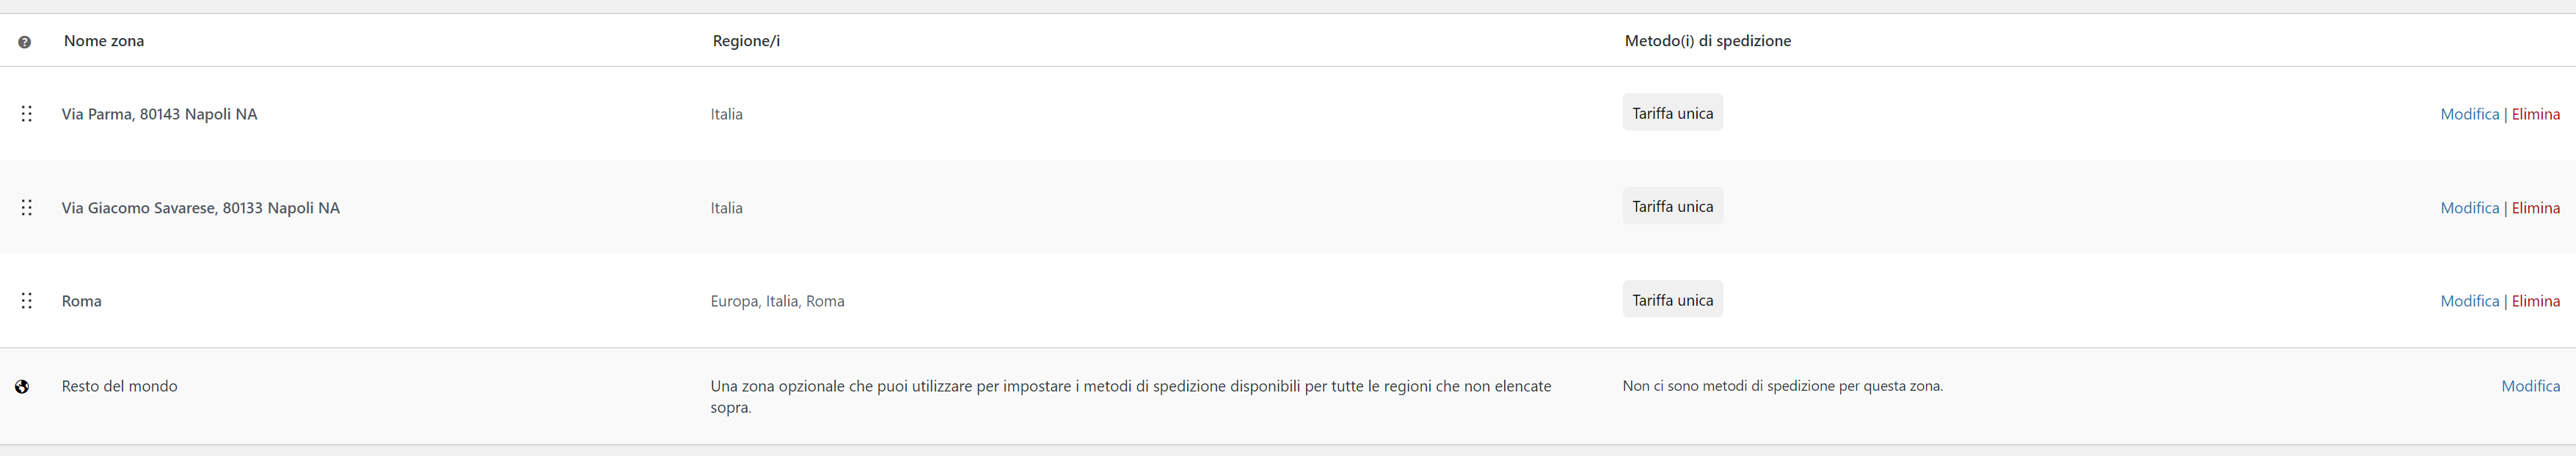 Nome zona Regione/i Metodo(i) di spedizione
Via Parma, 80143 Napoli NA Italia Tariffa unica Modifica | Elimina
Via Giacomo Savarese, 80133 Napoli NA Italia Tariffa unica Modifica | Elimina
Roma Europa, Italia, Roma Tariffa unica Modifica | Elimina
Resto del mondo Una zona opzionale che puoi utilizzare per impostare i metodi di spedizione disponibili per tutte le regioni che non elencate Non ci sono metodi di spedizione per questa zona. Modifica
sopra.